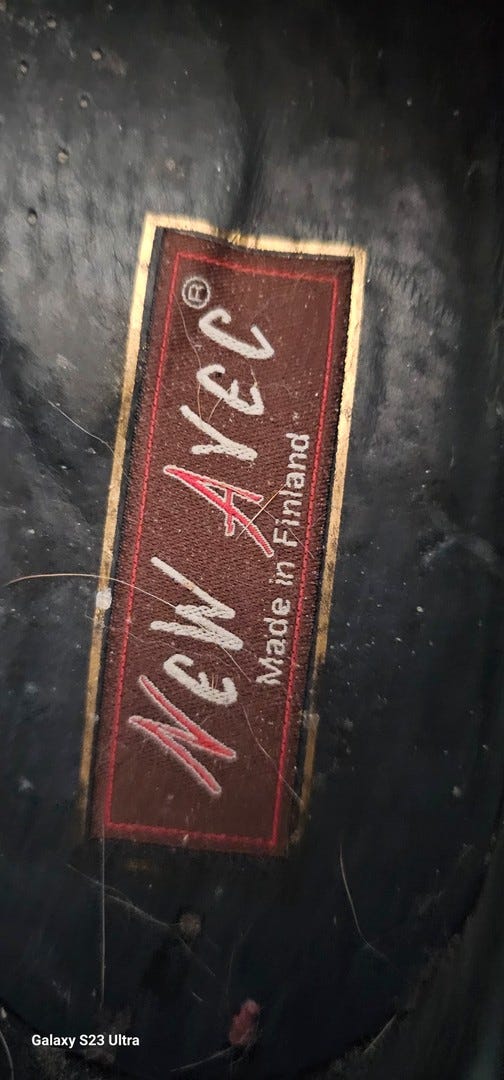 NEW AVEC ®
Made in Finland
Galaxy S23 Ultra